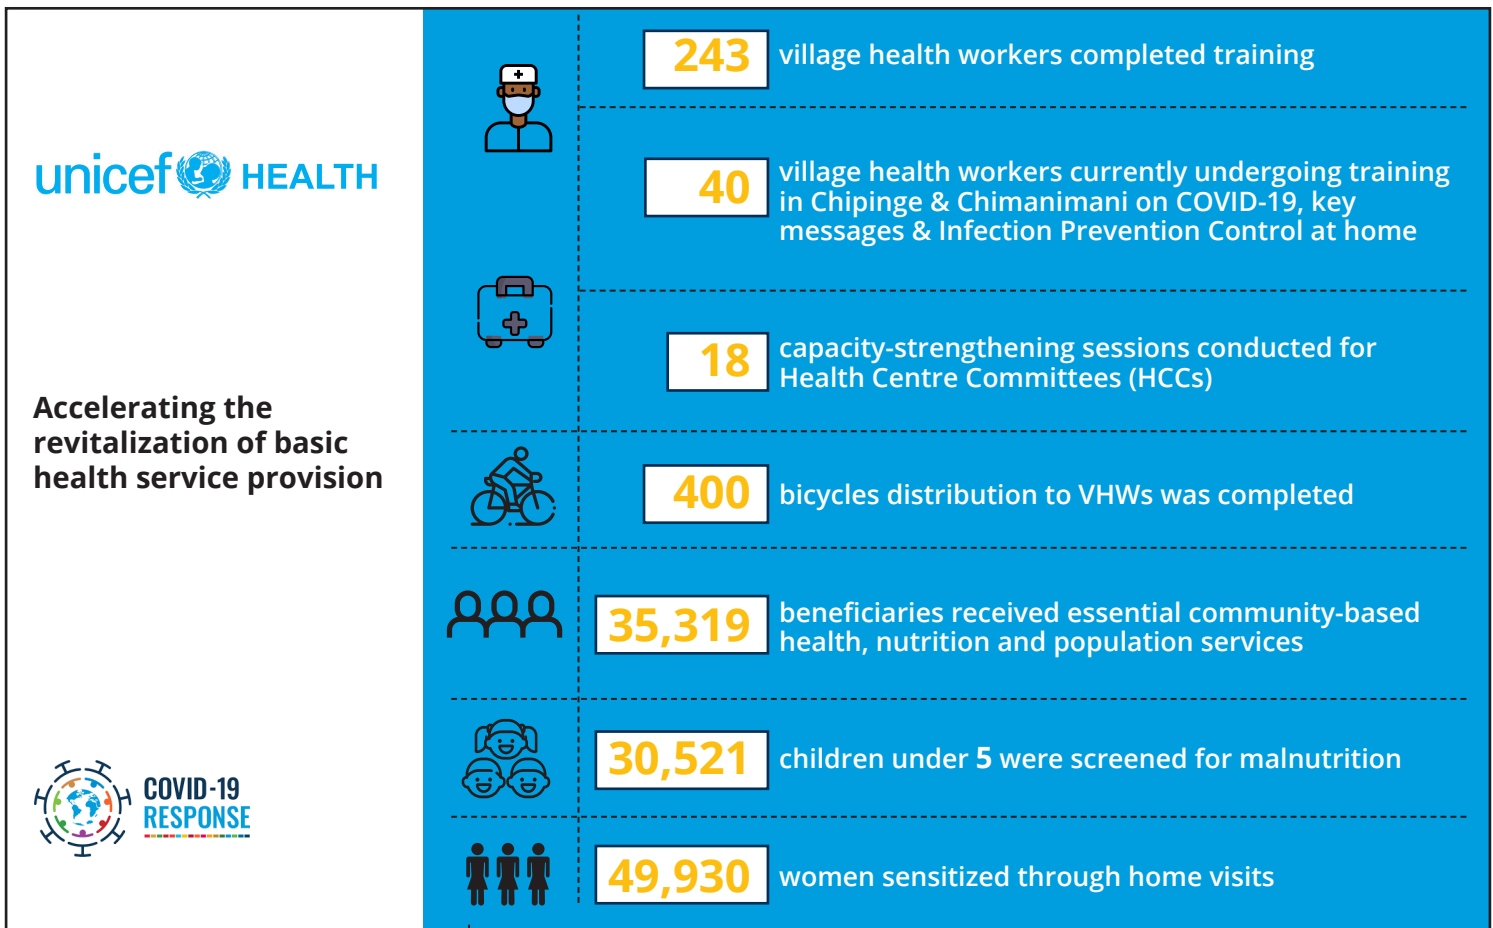 unicef HEALTH
Accelerating the
revitalization of basic
health service provision
COVID-19
RESPONSE
243 village health workers completed training
40 village health workers currently undergoing training
in Chipinge & Chimanimani on COVID-19, key
messages & Infection Prevention Control at home
18 capacity-strengthening sessions conducted for
Health Centre Committees (HCCs)
400 bicycles distribution to VHWs was completed
35,319 beneficiaries received essential community-based
health, nutrition and population services
30,521 children under 5 were screened for malnutrition
49,930 women sensitized through home visits